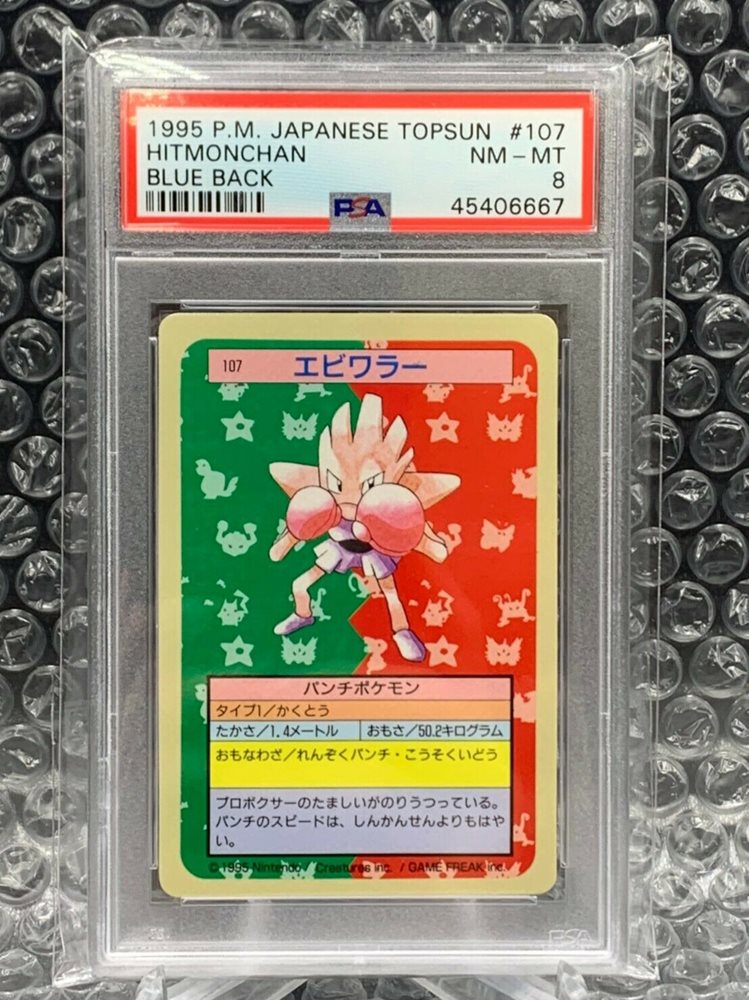 1995 P.M. JAPANESE TOPSUN #107
HITMONCHAN NM - MT
BLUE BACK 8
PSA 45406667
107 エビワラー
パンチポケモン
タイプ1/かくとう
たかさ/1.4メートル おもさ/50.2キログラム
おもなわざ/れんぞくパンチ・こうそくいどう
プロボクサーのたましいがのりうつっている。
パンチのスピードは、しんかんせんよりもはや
い。
© 1995 Nintendo / Creatures inc. / GAME FREAK inc.
PSA